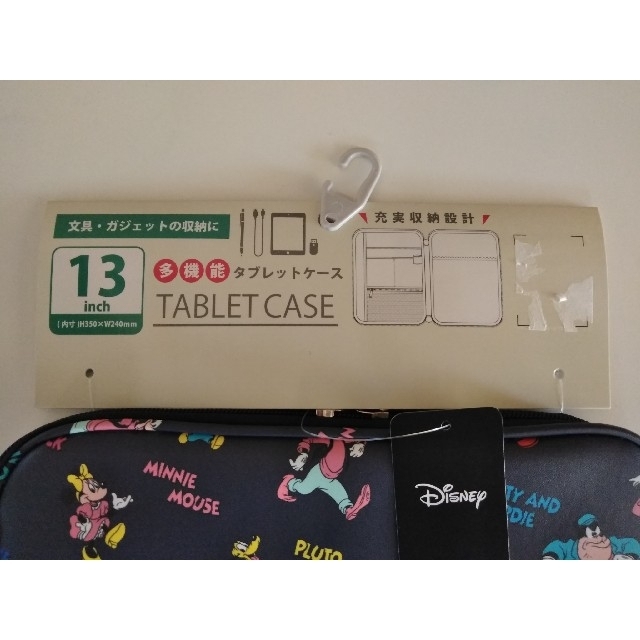 文具・ガジェットの収納に
充実収納設計
13
inch
内寸 H350×W240mm
多機能 タブレットケース
TABLET CASE
MINNIE
MOUSE
PLUTO
Disney
TY AND
DIE